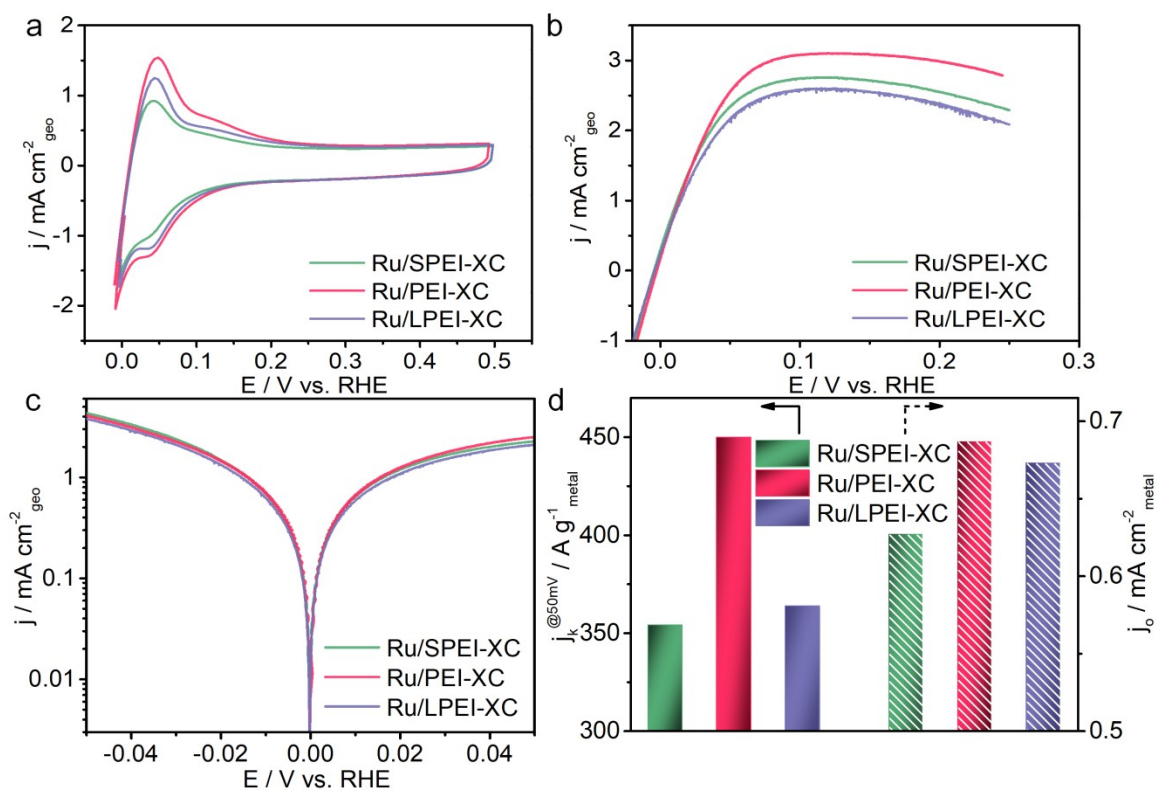 a
2
1
0
-1
-2
j / mA cm⁻²geo
0.0 0.1 0.2 0.3 0.4 0.5
E / V vs. RHE
Ru/SPEI-XC
Ru/PEI-XC
Ru/LPEI-XC
b
3
2
1
0
-1
j / mA cm⁻²geo
0.0 0.1 0.2 0.3
E / V vs. RHE
Ru/SPEI-XC
Ru/PEI-XC
Ru/LPEI-XC
c
1
0.1
0.01
j / mA cm⁻²geo
-0.04 -0.02 0.00 0.02 0.04
E / V vs. RHE
Ru/SPEI-XC
Ru/PEI-XC
Ru/LPEI-XC
d
450
400
350
300
jk@50mV / A g⁻¹metal
Ru/SPEI-XC
Ru/PEI-XC
Ru/LPEI-XC
0.7
0.6
0.5
jo / mA cm⁻²metal